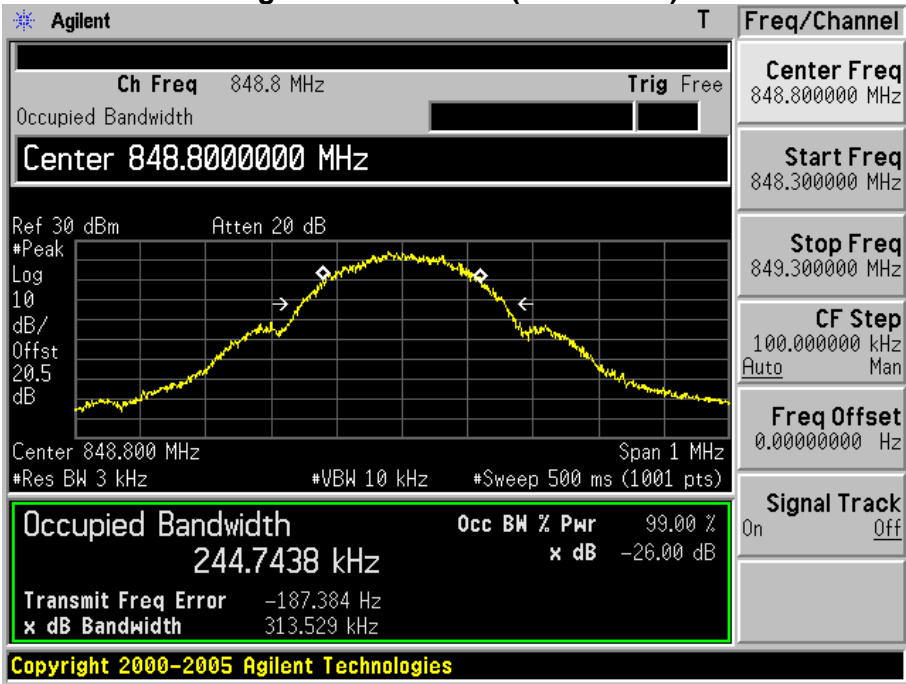 Agilent T
Freq/Channel
Ch Freq 848.8 MHz Trig Free
Occupied Bandwidth
Center 848.8000000 MHz
Ref 30 dBm Atten 20 dB
#Peak
Log
10
dB/
Offst
20.5
dB
Center 848.800 MHz Span 1 MHz
#Res BW 3 kHz #VBW 10 kHz #Sweep 500 ms (1001 pts)
Occupied Bandwidth Occ BW % Pwr 99.00 %
244.7438 kHz x dB -26.00 dB
Transmit Freq Error -187.384 Hz
x dB Bandwidth 313.529 kHz
Copyright 2000-2005 Agilent Technologies
Center Freq
848.800000 MHz
Start Freq
848.300000 MHz
Stop Freq
849.300000 MHz
CF Step
100.000000 kHz
Auto Man
Freq Offset
0.00000000 Hz
Signal Track
On Off